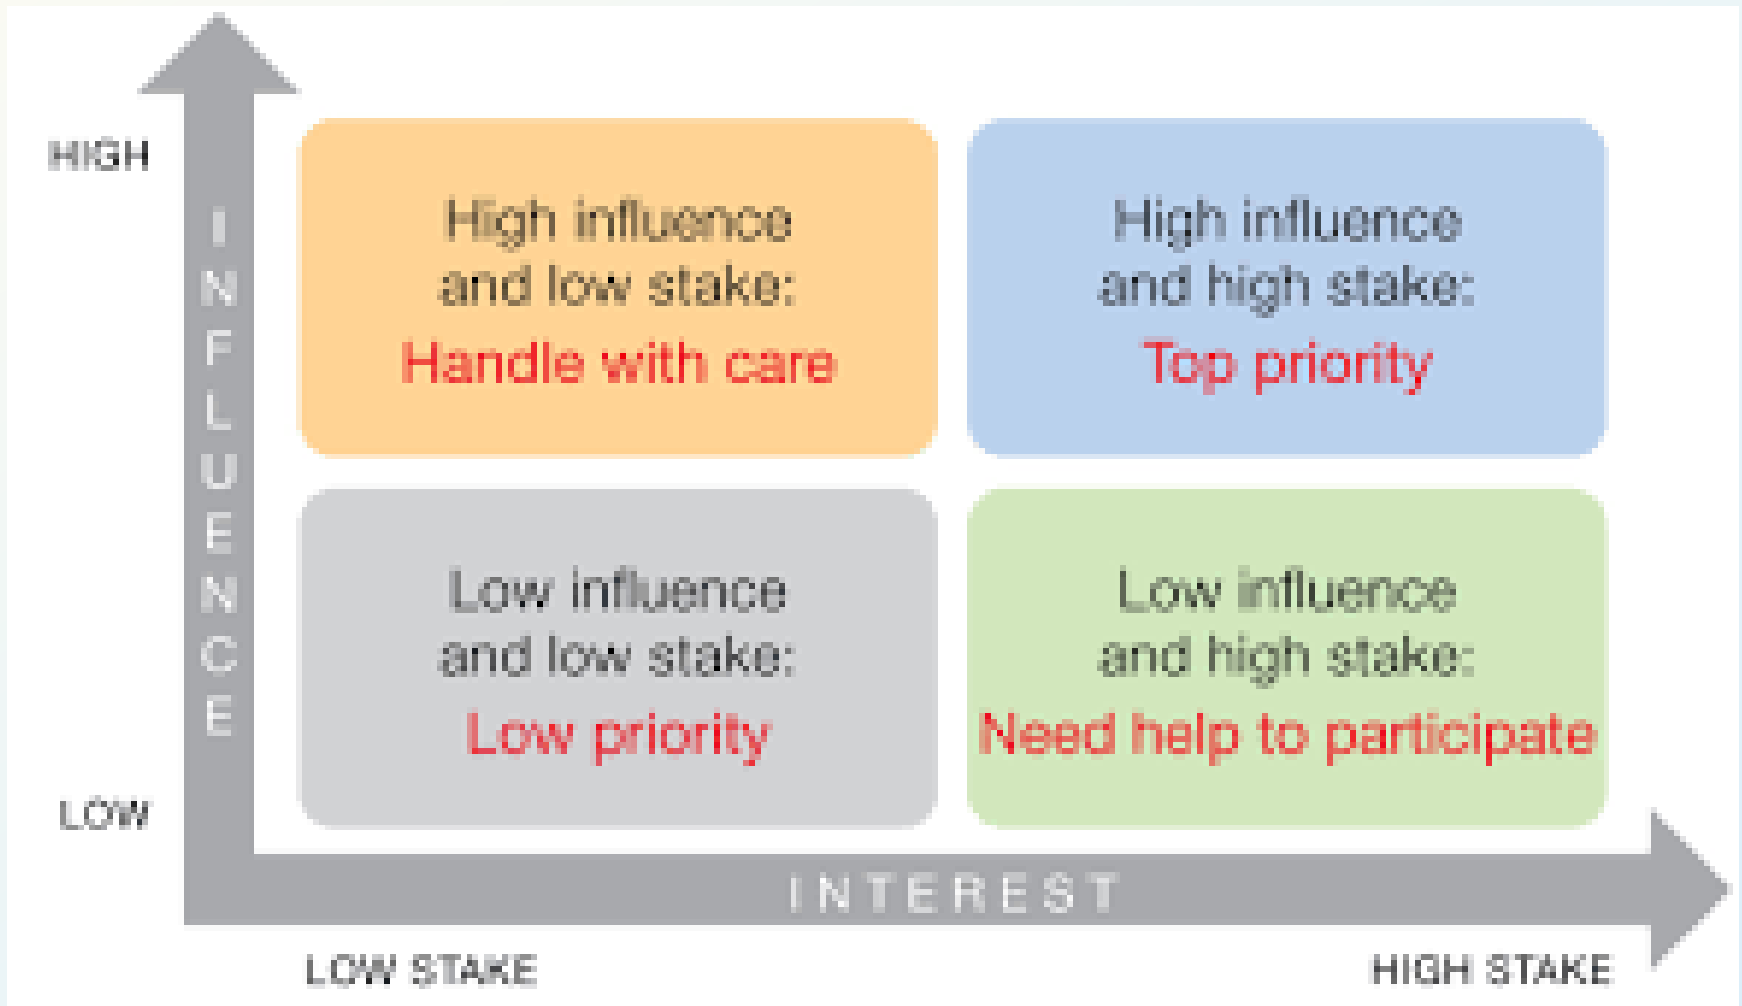 HIGH
INFLUENCE
High influence
and low stake:
Handle with care
High influence
and high stake:
Top priority
Low influence
and low stake:
Low priority
Low influence
and high stake:
Need help to participate
LOW
INTEREST
LOW STAKE
HIGH STAKE